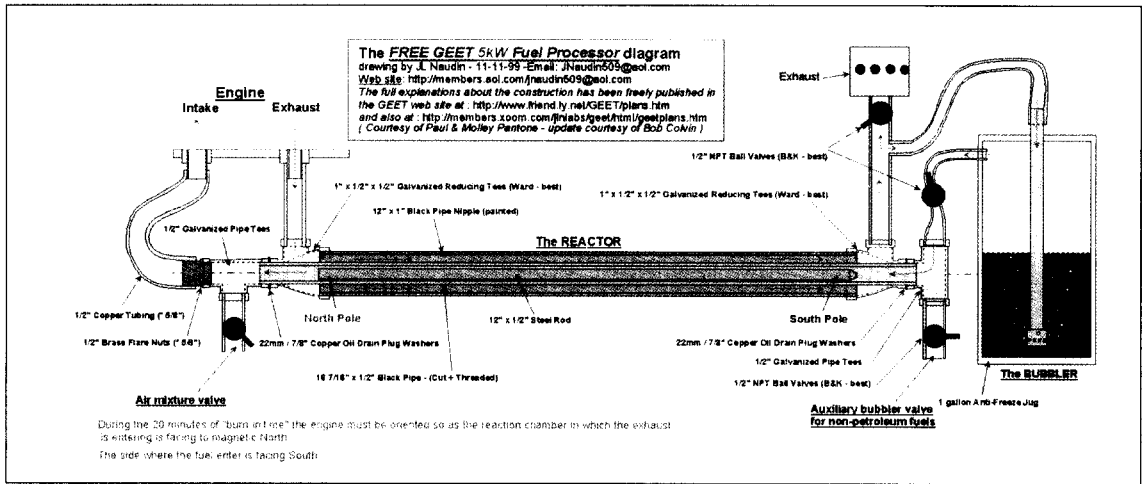 The FREE GEET 5kW Fuel Processor diagram
drawing by JL Naudin - 11-11-99 -Email: JNaudin509@aol.com
Web site: http://members.aol.com/jnaudin509@aol.com
The full explanations about the construction has been freely published in
the GEET web site at : http://www.friend.ly.net/GEET/plans.htm
and also at : http://members.xoom.com/jlnlabs/geet/html/geetplans.htm
( Courtesy of Paul & Molley Pantone - update courtesy of Bob Colvin )
Engine
Intake
Exhaust
Exhaust
1/2" NPT Ball Valves (B&K - best)
1" x 1/2" x 1/2" Galvanized Reducing Tees (Ward - best)
1" x 1/2" x 1/2" Galvanized Reducing Tees (Ward - best)
12" x 1" Black Pipe Nipple (painted)
1/2" Galvanized Pipe Tees
The REACTOR
North Pole
12" x 1/2" Steel Rod
South Pole
1/2" Copper Tubing (" 5/8")
1/2" Brass Flare Nuts (" 5/8")
22mm / 7/8" Copper Oil Drain Plug Washers
22mm / 7/8" Copper Oil Drain Plug Washers
16 7/16" x 1/2" Black Pipe - (Cut + Threaded)
1/2" Galvanized Pipe Tees
1/2" NPT Ball Valves (B&K - best)
The BUBBLER
1 gallon Anti-Freeze Jug
Air mixture valve
Auxiliary bubbler valve
for non-petroleum fuels
During the 20 minutes of "burn in time" the engine must be oriented so as the reaction chamber in which the exhaust
is entering is facing to magnetic North
The side where the fuel enter is facing South